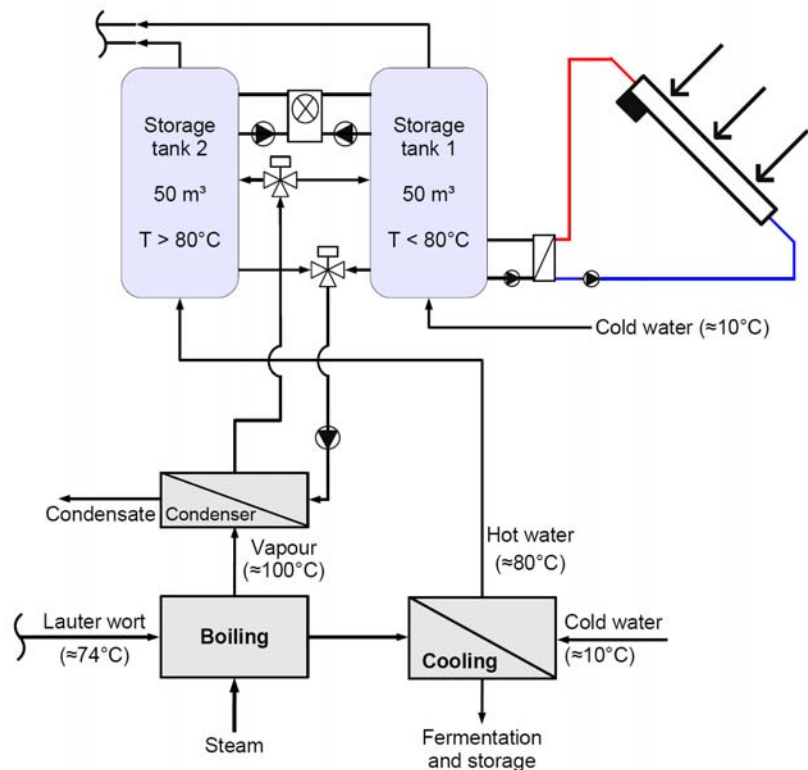 Storage
tank 2
50 m³
T > 80°C
Storage
tank 1
50 m³
T < 80°C
Cold water (≈10°C)
Condensate
Condenser
Vapour
(≈100°C)
Hot water
(≈80°C)
Lauter wort
(≈74°C)
Boiling
Cooling
Cold water
(≈10°C)
Steam
Fermentation
and storage